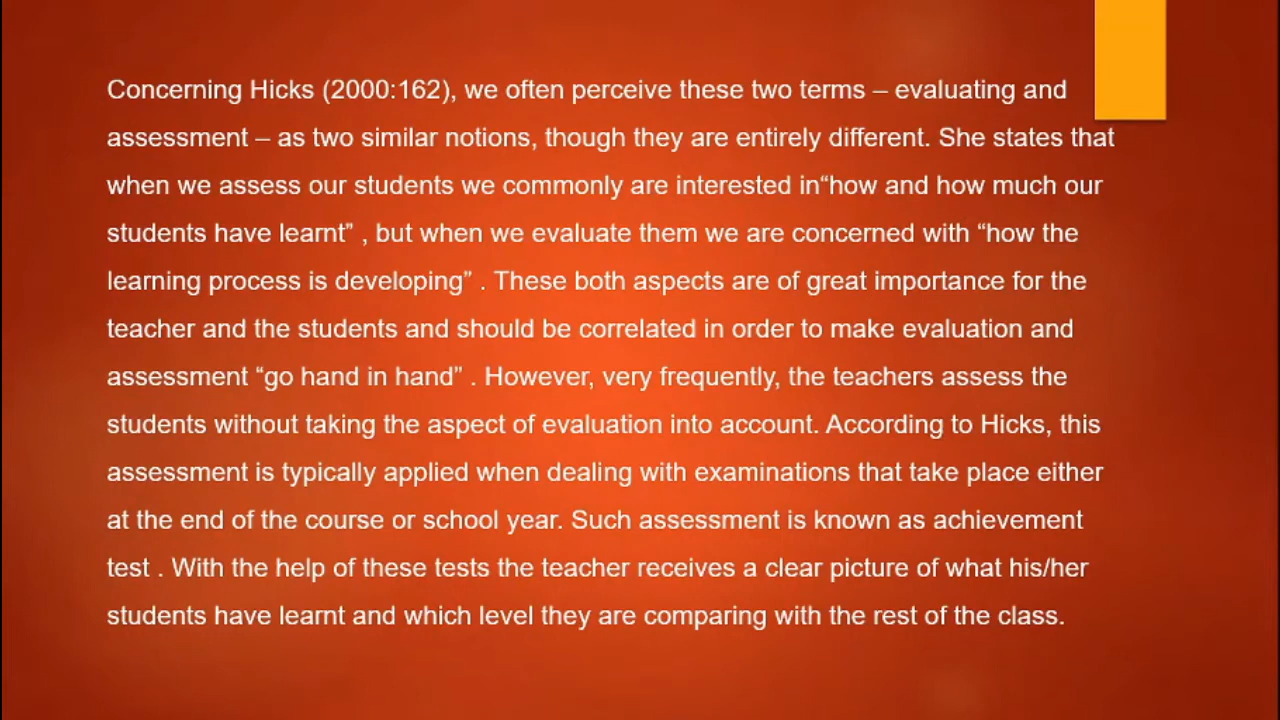 Concerning Hicks (2000:162), we often perceive these two terms – evaluating and
assessment – as two similar notions, though they are entirely different. She states that
when we assess our students we commonly are interested in“how and how much our
students have learnt” , but when we evaluate them we are concerned with “how the
learning process is developing” . These both aspects are of great importance for the
teacher and the students and should be correlated in order to make evaluation and
assessment “go hand in hand” . However, very frequently, the teachers assess the
students without taking the aspect of evaluation into account. According to Hicks, this
assessment is typically applied when dealing with examinations that take place either
at the end of the course or school year. Such assessment is known as achievement
test . With the help of these tests the teacher receives a clear picture of what his/her
students have learnt and which level they are comparing with the rest of the class.